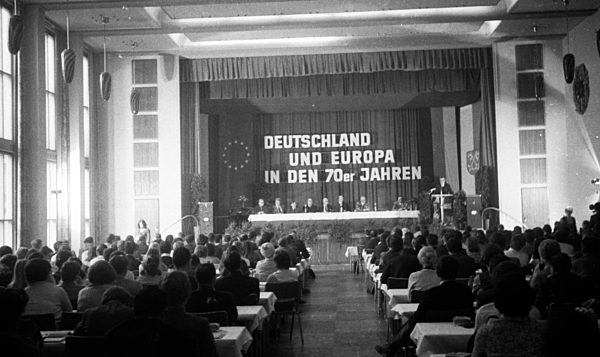 DEUTSCHLAND
UND EUROPA
IN DEN 70er JAHREN